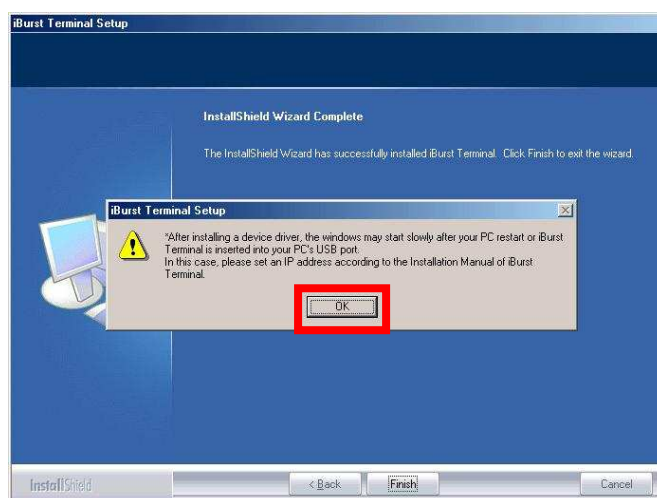 iBurst Terminal Setup
InstallShield Wizard Complete
The InstallShield Wizard has successfully installed iBurst Terminal. Click Finish to exit the wizard.
iBurst Terminal Setup
*After installing a device driver, the windows may start slowly after your PC restart or iBurst
Terminal is inserted into your PC's USB port.
In this case, please set an IP address according to the Installation Manual of iBurst
Terminal.
OK
InstallShield
< Back
Finish
Cancel